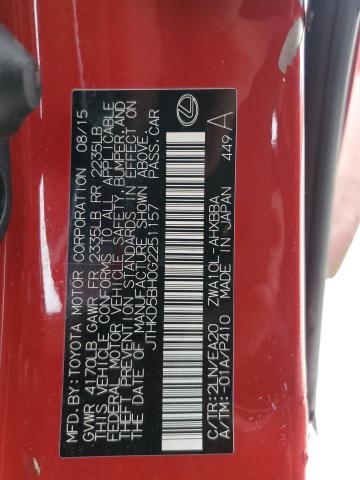 MFD.BY:TOYOTA MOTOR CORPORATION 08/15
GVWR 4170LB GAWR FR 2335LB RR 2235LB
THIS VEHICLE CONFORMS TO ALL APPLICABLE
FEDERAL MOTOR VEHICLE SAFETY, BUMPER, AND
THEFT PREVENTION STANDARDS IN EFFECT ON
THE DATE OF MANUFACTURE SHOWN ABOVE.
JTHKD5BH0G2251157 PASS.CAR
C/TR:2LN/EA20 ZWA10L-AHXBBA
A/TM:-01A/P410 MADE IN JAPAN 449 A